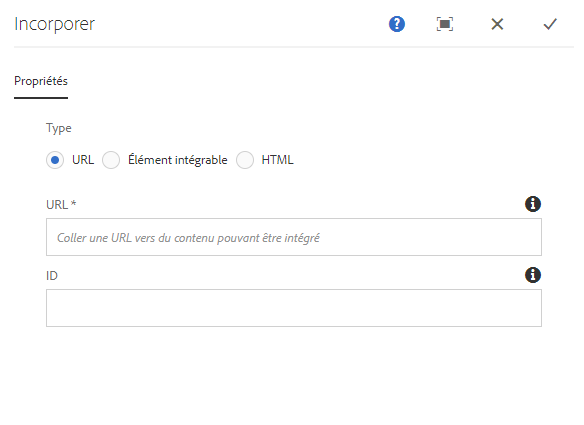 Incorporer
Propriétés
Type
URL Élément intégrable HTML
URL *
Coller une URL vers du contenu pouvant être intégré
ID